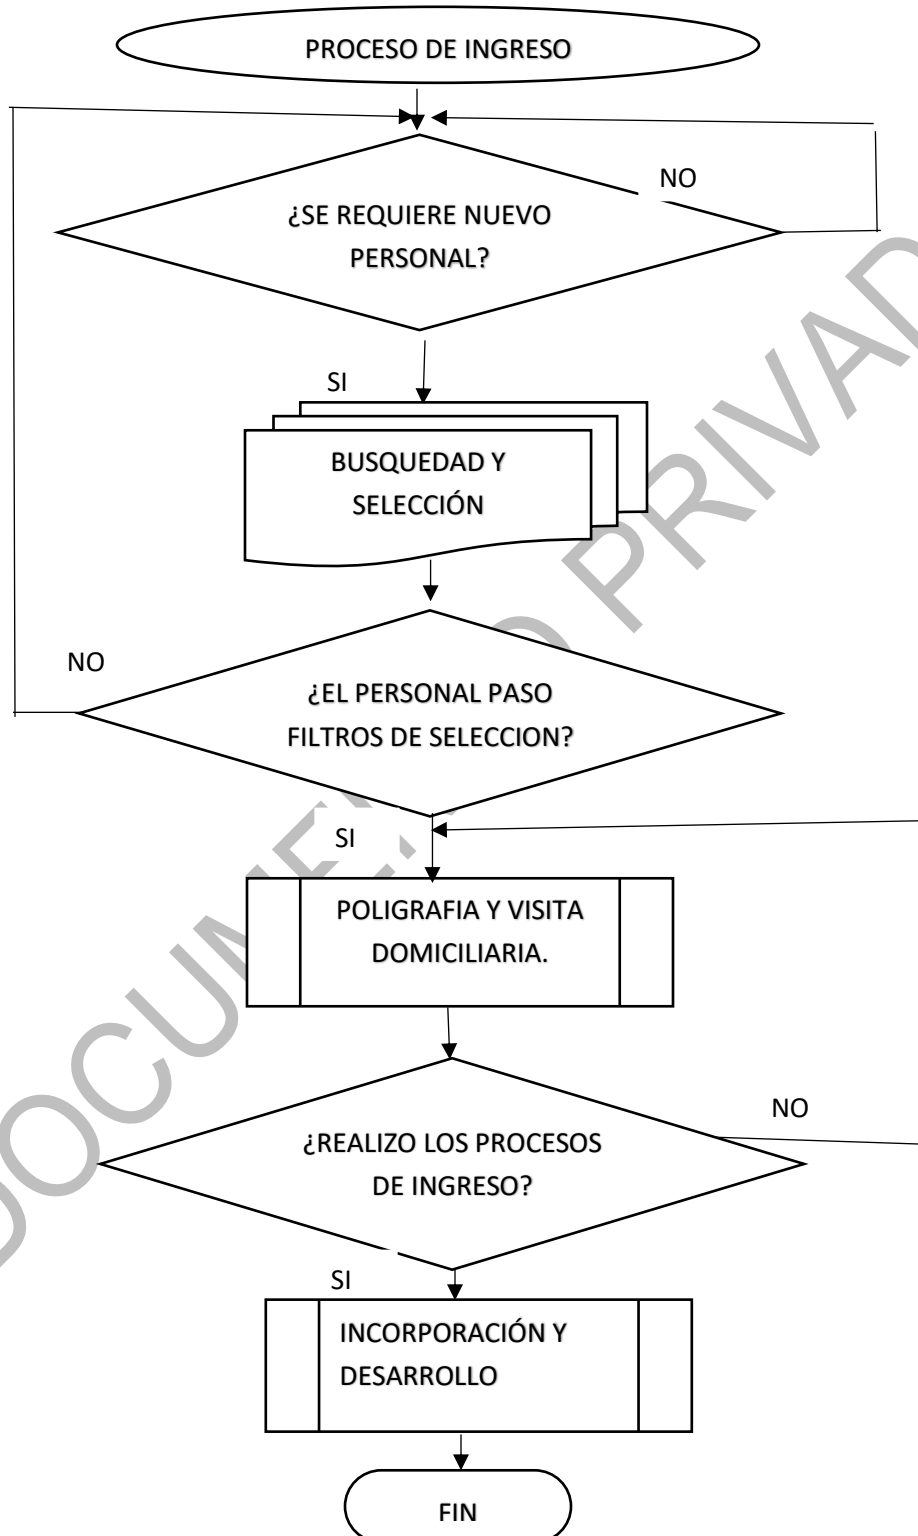 PROCESO DE INGRESO
NO
¿SE REQUIERE NUEVO
PERSONAL?
SI
BUSQUEDAD Y
SELECCIÓN
NO
¿EL PERSONAL PASO
FILTROS DE SELECCION?
SI
POLIGRAFIA Y VISITA
DOMICILIARIA.
NO
¿REALIZO LOS PROCESOS
DE INGRESO?
SI
INCORPORACIÓN Y
DESARROLLO
FIN